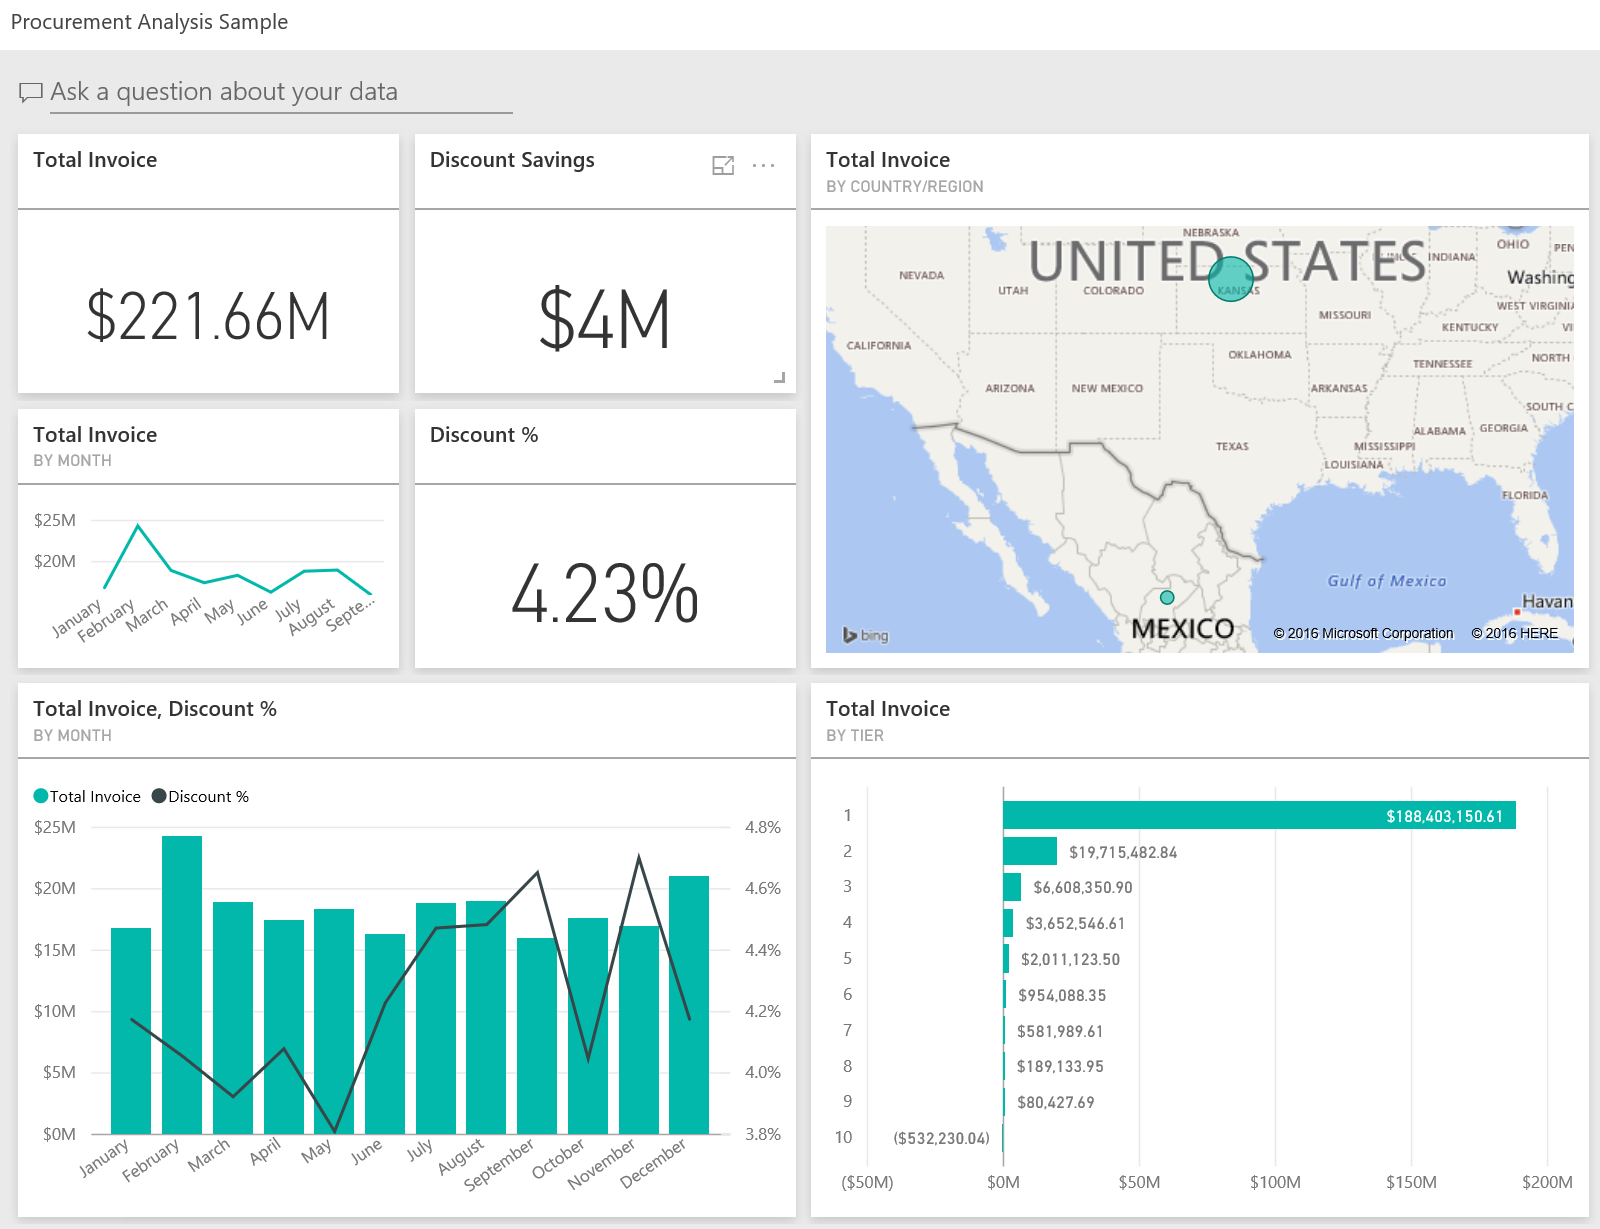 Procurement Analysis Sample
Ask a question about your data
Total Invoice
$221.66M
Discount Savings
...
$4M
Total Invoice
BY COUNTRY/REGION
NEBRASKA
UNITED STATES
OHIO
PEN
INDIANA
NEVADA
Washing
UTAH
COLORADO
KANSAS
WEST VIRGINIA
MISSOURI
KENTUCKY
VI
CALIFORNIA
OKLAHOMA
TENNESSEE
NORTH
ARIZONA
NEW MEXICO
ARKANSAS
SOUTH C
ALABAMA
GEORGIA
TEXAS
MISSISSIPPI
LOUISIANA
FLORIDA
Gulf of Mexico
Havan
MEXICO
bing
© 2016 Microsoft Corporation © 2016 HERE
Total Invoice
BY MONTH
$25M
$20M
January
February
March
April
May
June
July
August
Septe...
Discount %
4.23%
Total Invoice, Discount %
BY MONTH
Total Invoice
Discount %
$25M
$20M
$15M
$10M
$5M
$0M
4.8%
4.6%
4.4%
4.2%
4.0%
3.8%
January
February
March
April
May
June
July
August
September
October
November
December
Total Invoice
BY TIER
1 $188,403,150.61
2 $19,715,482.84
3 $6,608,350.90
4 $3,652,546.61
5 $2,011,123.50
6 $954,088.35
7 $581,989.61
8 $189,133.95
9 $80,427.69
10 ($532,230.04)
($50M) $0M $50M $100M $150M $200M